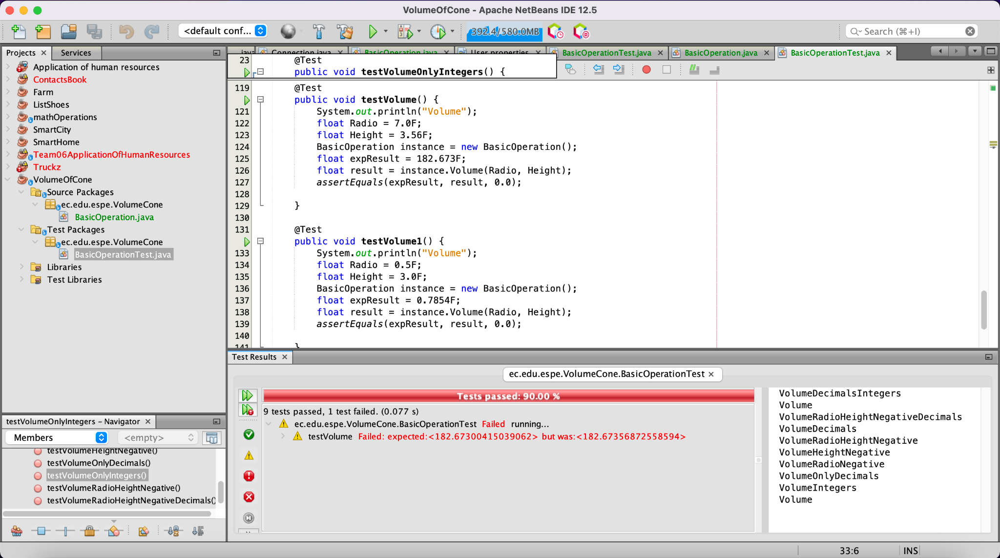 VolumeOfCone - Apache NetBeans IDE 12.5
<default conf...
392.4/580.0MB
Search (⌘+I)
Projects
Services
Connection.java
BasicOperation.java
User.properties
BasicOperationTest.java
BasicOperation.java
BasicOperationTest.java
Application of human resources
ContactsBook
Farm
ListShoes
mathOperations
SmartCity
SmartHome
Team06ApplicationOfHumanResources
Truckz
VolumeOfCone
Source Packages
ec.edu.espe.VolumeCone
BasicOperation.java
Test Packages
ec.edu.espe.VolumeCone
BasicOperationTest.java
Libraries
Test Libraries
23 @Test
public void testVolumeOnlyIntegers() {
119 @Test
public void testVolume() {
121 System.out.println("Volume");
122 float Radio = 7.0F;
123 float Height = 3.56F;
124 BasicOperation instance = new BasicOperation();
125 float expResult = 182.673F;
126 float result = instance.Volume(Radio, Height);
127 assertEquals(expResult, result, 0.0);
128
129 }
130
131 @Test
public void testVolume1() {
133 System.out.println("Volume");
134 float Radio = 0.5F;
135 float Height = 3.0F;
136 BasicOperation instance = new BasicOperation();
137 float expResult = 0.7854F;
138 float result = instance.Volume(Radio, Height);
139 assertEquals(expResult, result, 0.0);
140
141 }
testVolumeOnlyIntegers - Navigator
Members
<empty>
testVolumeHeightNegative()
testVolumeOnlyDecimals()
testVolumeOnlyIntegers()
testVolumeRadioHeightNegative()
testVolumeRadioHeightNegativeDecimals()
Test Results
ec.edu.espe.VolumeCone.BasicOperationTest
Tests passed: 90.00 %
9 tests passed, 1 test failed. (0.077 s)
ec.edu.espe.VolumeCone.BasicOperationTest Failed running...
testVolume Failed: expected:<182.67300415039062> but was:<182.67356872558594>
VolumeDecimalsIntegers
Volume
VolumeRadioHeightNegativeDecimals
VolumeDecimals
VolumeRadioHeightNegative
VolumeHeightNegative
VolumeRadioNegative
VolumeOnlyDecimals
VolumeIntegers
Volume
33:6
INS